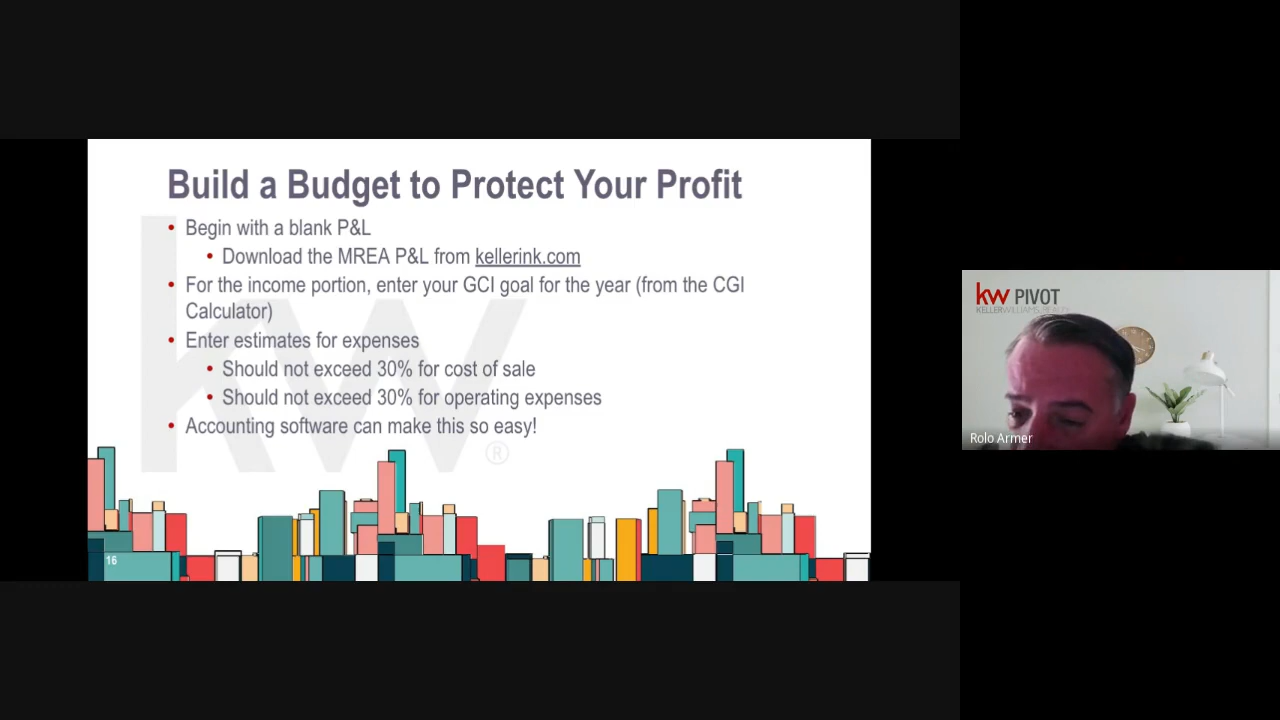 Build a Budget to Protect Your Profit
• Begin with a blank P&L
• Download the MREA P&L from kellerink.com
• For the income portion, enter your GCI goal for the year (from the CGI
Calculator)
• Enter estimates for expenses
• Should not exceed 30% for cost of sale
• Should not exceed 30% for operating expenses
• Accounting software can make this so easy!
kw
®
16
kw PIVOT
KELLERWILLIAMS. REALTY
Rolo Armer